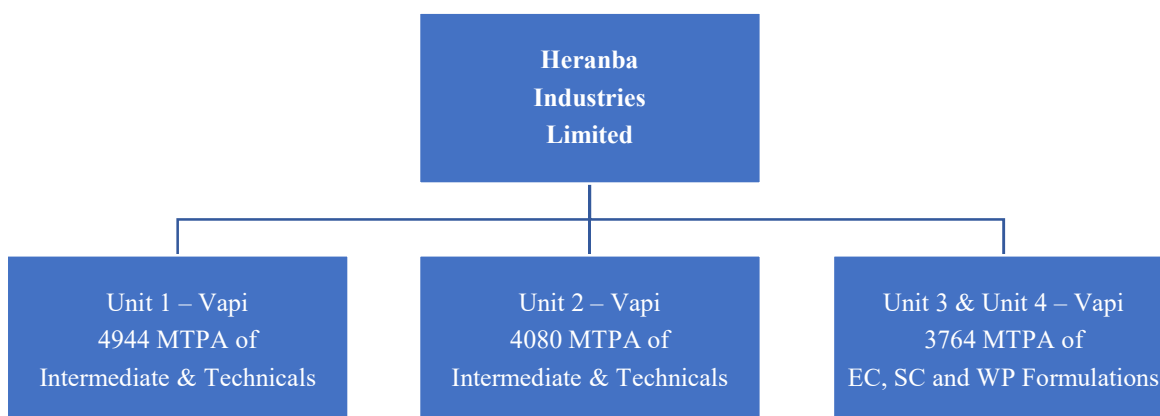 Heranba
Industries
Limited
Unit 1 – Vapi
4944 MTPA of
Intermediate & Technicals
Unit 2 – Vapi
4080 MTPA of
Intermediate & Technicals
Unit 3 & Unit 4 – Vapi
3764 MTPA of
EC, SC and WP Formulations